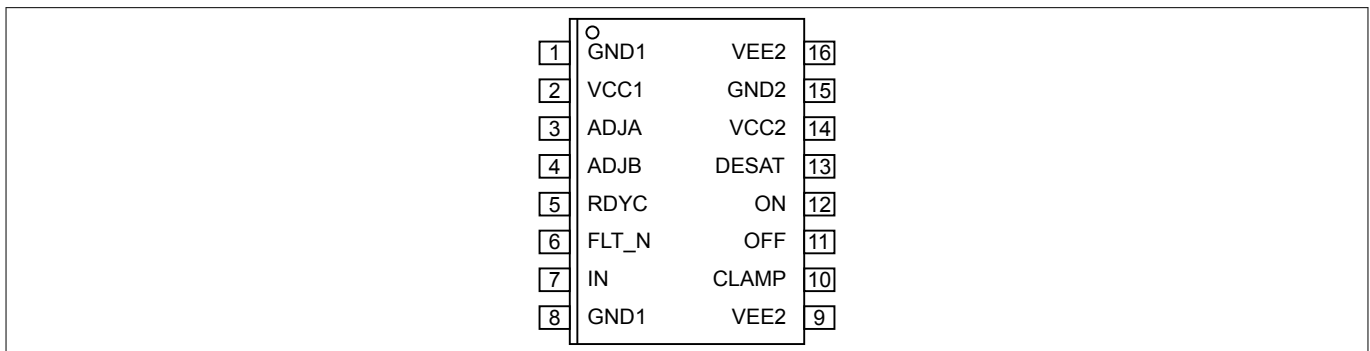 1 GND1 VEE2 16
2 VCC1 GND2 15
3 ADJA VCC2 14
4 ADJB DESAT 13
5 RDYC ON 12
6 FLT_N OFF 11
7 IN CLAMP 10
8 GND1 VEE2 9